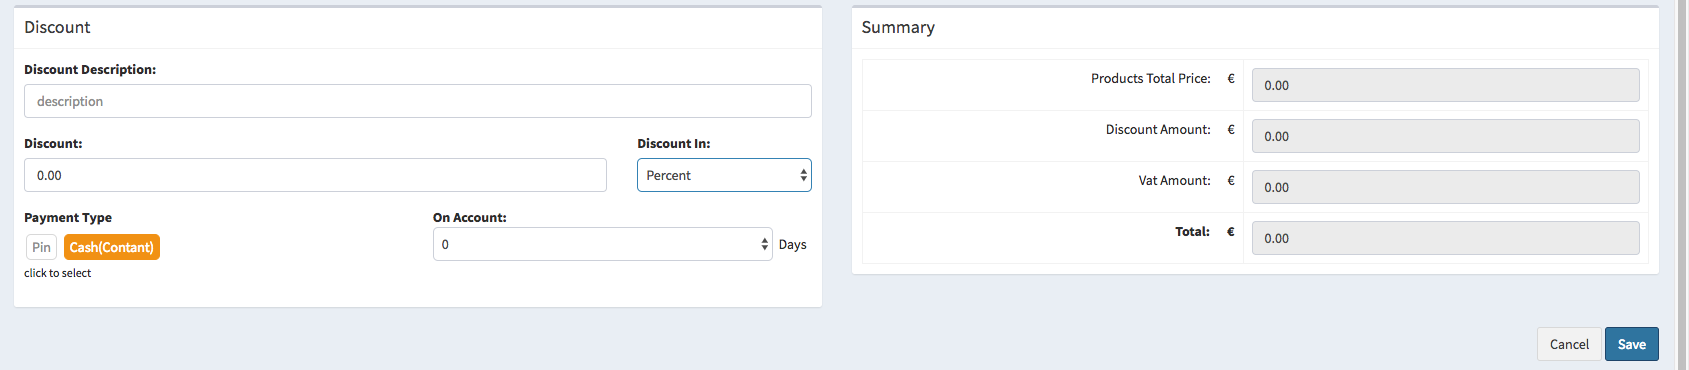 Discount
Discount Description:
description
Discount:
Discount In:
0.00
Percent
Payment Type
On Account:
Pin
Cash(Contant)
0
Days
click to select
Summary
Products Total Price: €
0.00
Discount Amount: €
0.00
Vat Amount: €
0.00
Total: €
0.00
Cancel
Save